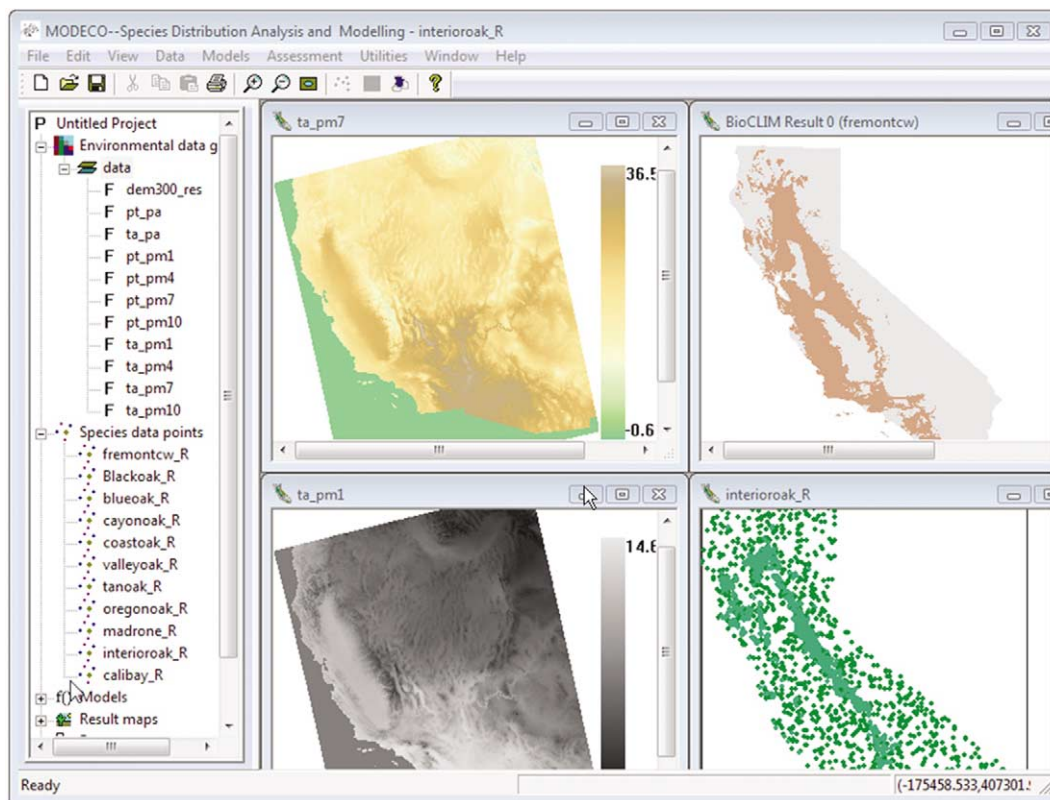 MODECO--Species Distribution Analysis and Modelling - interioroak_R
File Edit View Data Models Assessment Utilities Window Help
P Untitled Project
Environmental data g
data
F dem300_res
F pt_pa
F ta_pa
F pt_pm1
F pt_pm4
F pt_pm7
F pt_pm10
F ta_pm1
F ta_pm4
F ta_pm7
F ta_pm10
Species data points
fremontcw_R
Blackoak_R
blueoak_R
cayonoak_R
coastoak_R
valleyoak_R
tanoak_R
oregonoak_R
madrone_R
interioroak_R
calibay_R
f() Models
Result maps
ta_pm7
36.5
-0.6
BioCLIM Result 0 (fremontcw)
ta_pm1
14.6
interioroak_R
Ready
(-175458.533,407301.